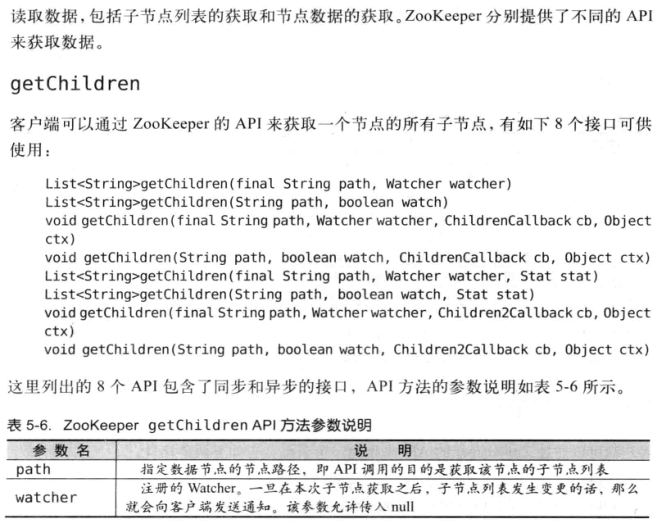 读取数据,包括子节点列表的获取和节点数据的获取。ZooKeeper 分别提供了不同的 API
来获取数据。
getChildren
客户端可以通过 ZooKeeper 的 API 来获取一个节点的所有子节点,有如下 8 个接口可供
使用:
List<String>getChildren(final String path, Watcher watcher)
List<String>getChildren(String path, boolean watch)
void getChildren(final String path, Watcher watcher, ChildrenCallback cb, Object
ctx)
void getChildren(String path, boolean watch, ChildrenCallback cb, Object ctx)
List<String>getChildren(final String path, Watcher watcher, Stat stat)
List<String>getChildren(String path, boolean watch, Stat stat)
void getChildren(final String path, Watcher watcher, Children2Callback cb, Object
ctx)
void getChildren(String path, boolean watch, Children2Callback cb, Object ctx)
这里列出的 8 个 API 包含了同步和异步的接口, API 方法的参数说明如表 5-6 所示。
表 5-6. ZooKeeper getChildren API 方法参数说明
参 数 名 说 明
path 指定数据节点的节点路径,即 API 调用的目的是获取该节点的子节点列表
watcher 注册的 Watcher。一旦在本次子节点获取之后,子节点列表发生变更的话,那么
就会向客户端发送通知。该参数允许传入 null